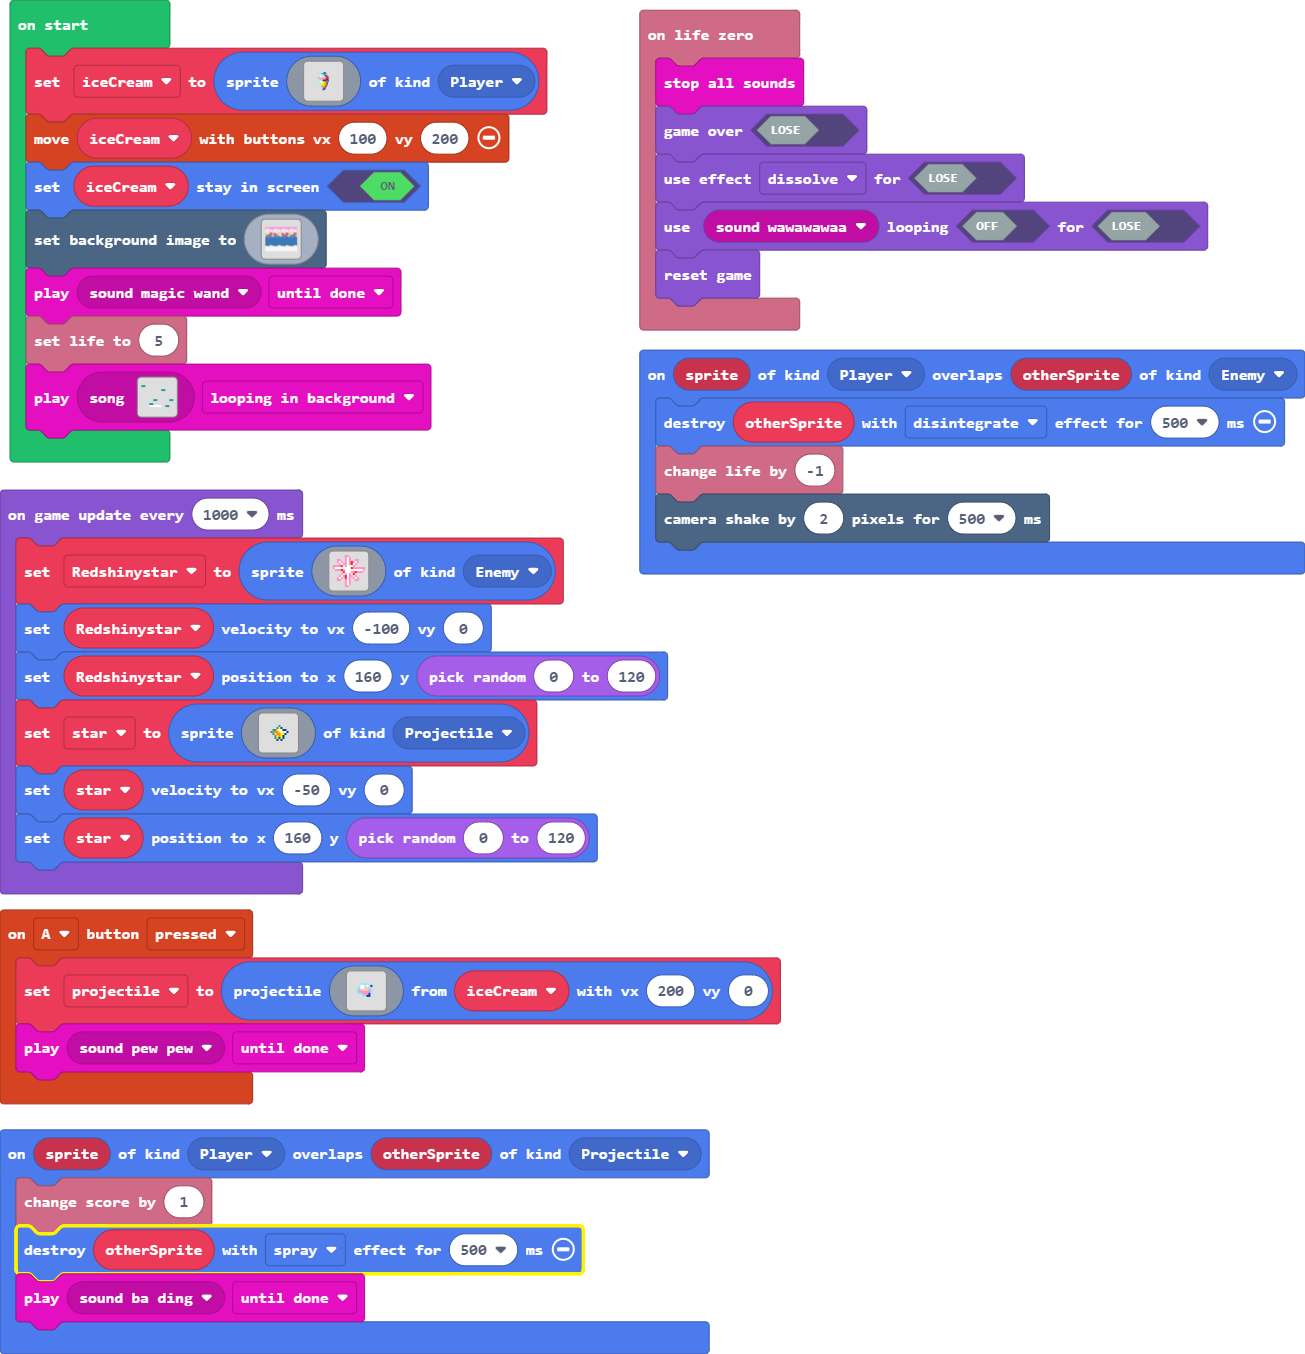 on start
set iceCream to sprite of kind Player
move iceCream with buttons vx 100 vy 200
set iceCream stay in screen ON
set background image to
play sound magic wand until done
set life to 5
play song looping in background
on game update every 1000 ms
set Redshinystar to sprite of kind Enemy
set Redshinystar velocity to vx -100 vy 0
set Redshinystar position to x 160 y pick random 0 to 120
set star to sprite of kind Projectile
set star velocity to vx -50 vy 0
set star position to x 160 y pick random 0 to 120
on A button pressed
set projectile to projectile from iceCream with vx 200 vy 0
play sound pew pew until done
on sprite of kind Player overlaps otherSprite of kind Projectile
change score by 1
destroy otherSprite with spray effect for 500 ms
play sound ba ding until done
on life zero
stop all sounds
game over LOSE
use effect dissolve for LOSE
use sound wawawawaa looping OFF for LOSE
reset game
on sprite of kind Player overlaps otherSprite of kind Enemy
destroy otherSprite with disintegrate effect for 500 ms
change life by -1
camera shake by 2 pixels for 500 ms